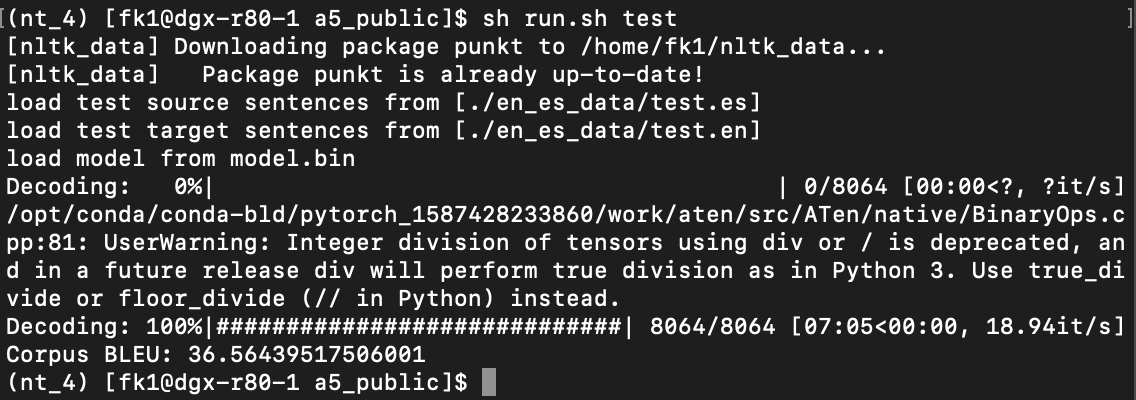 (nt_4) [fk1@dgx-r80-1 a5_public]$ sh run.sh test
[nltk_data] Downloading package punkt to /home/fk1/nltk_data...
[nltk_data]   Package punkt is already up-to-date!
load test source sentences from [./en_es_data/test.es]
load test target sentences from [./en_es_data/test.en]
load model from model.bin
Decoding:   0%|                                        | 0/8064 [00:00<?, ?it/s]
/opt/conda/conda-bld/pytorch_1587428233860/work/aten/src/ATen/native/BinaryOps.c
pp:81: UserWarning: Integer division of tensors using div or / is deprecated, an
d in a future release div will perform true division as in Python 3. Use true_di
vide or floor_divide (// in Python) instead.
Decoding: 100%|#############################| 8064/8064 [07:05<00:00, 18.94it/s]
Corpus BLEU: 36.56439517506001
(nt_4) [fk1@dgx-r80-1 a5_public]$